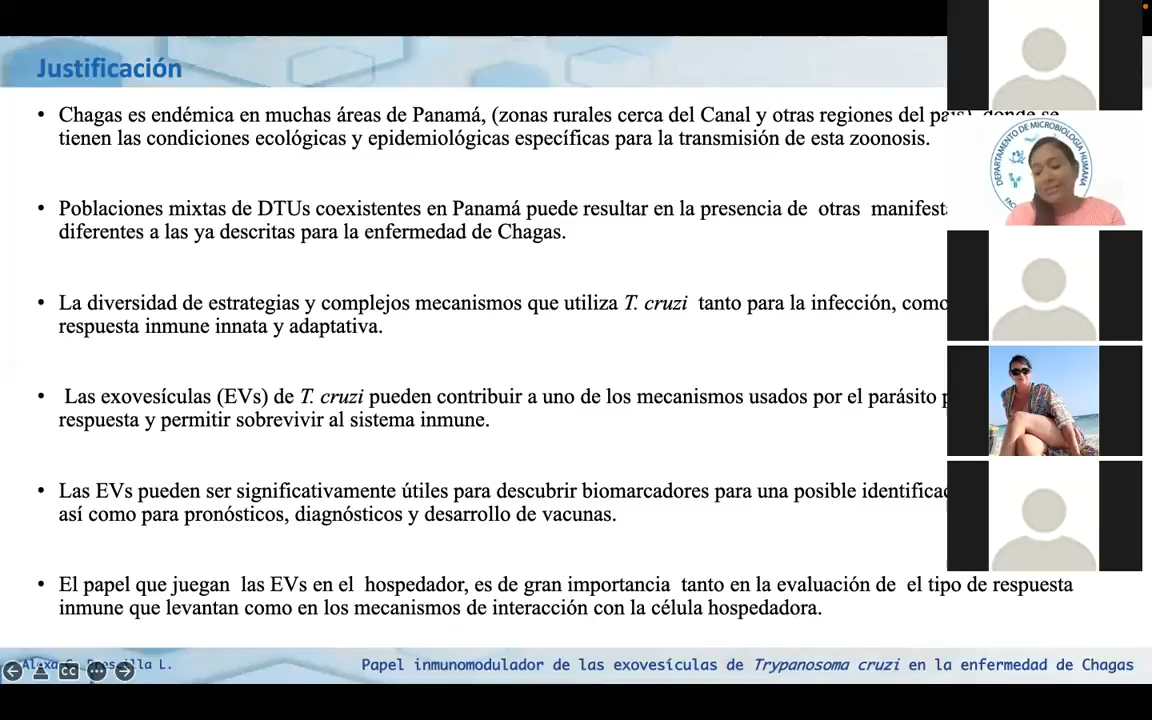 Justificación
• Chagas es endémica en muchas áreas de Panamá, (zonas rurales cerca del Canal y otras regiones del país), donde se
tienen las condiciones ecológicas y epidemiológicas específicas para la transmisión de esta zoonosis.
• Poblaciones mixtas de DTUs coexistentes en Panamá puede resultar en la presencia de otras
diferentes a las ya descritas para la enfermedad de Chagas.
• La diversidad de estrategias y complejos mecanismos que utiliza T. cruzi tanto para la infección, como
respuesta inmune innata y adaptativa.
• Las exovesículas (EVs) de T. cruzi pueden contribuir a uno de los mecanismos usados por el parásito
respuesta y permitir sobrevivir al sistema inmune.
• Las EVs pueden ser significativamente útiles para descubrir biomarcadores para una posible
así como para pronósticos, diagnósticos y desarrollo de vacunas.
• El papel que juegan las EVs en el hospedador, es de gran importancia tanto en la evaluación de el tipo de respuesta
inmune que levantan como en los mecanismos de interacción con la célula hospedadora.
DEPARTAMENTO DE MICROBIOLOGÍA HUMANA
L.
CC
Papel inmunomodulador de las exovesículas de Trypanosoma cruzi en la enfermedad de Chagas